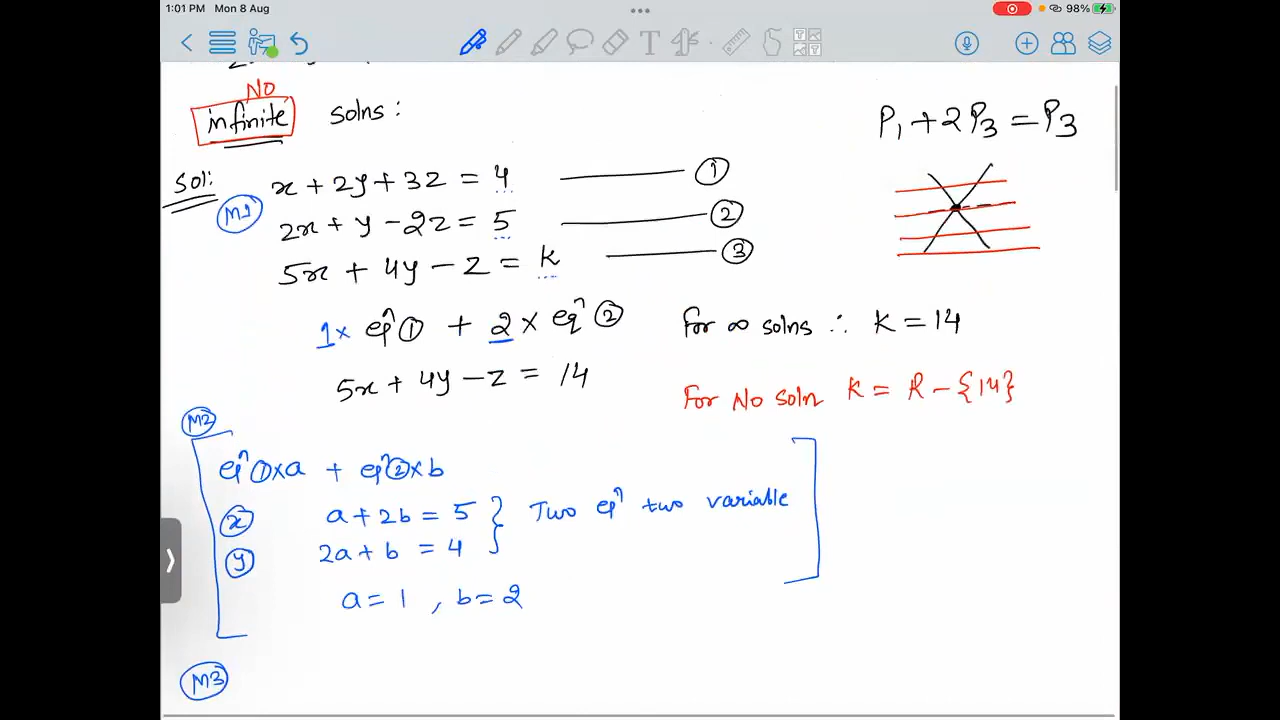 1:01 PM Mon 8 Aug
98%
T
NO
infinite solns :
P₁ + 2P₃ = P₃
Sol:
M1
x + 2y + 3z = 4 ——— ①
2x + y - 2z = 5 ——— ②
5x + 4y - z = k ——— ③
1 × eqⁿ ① + 2 × eqⁿ ②
For ∞ solns ∴ K = 14
5x + 4y - z = 14
For No soln K = R - {14}
M2
eqⁿ ① × a + eqⁿ ② × b
x a + 2b = 5 } Two eqⁿ two variable
y 2a + b = 4
a = 1 , b = 2
M3